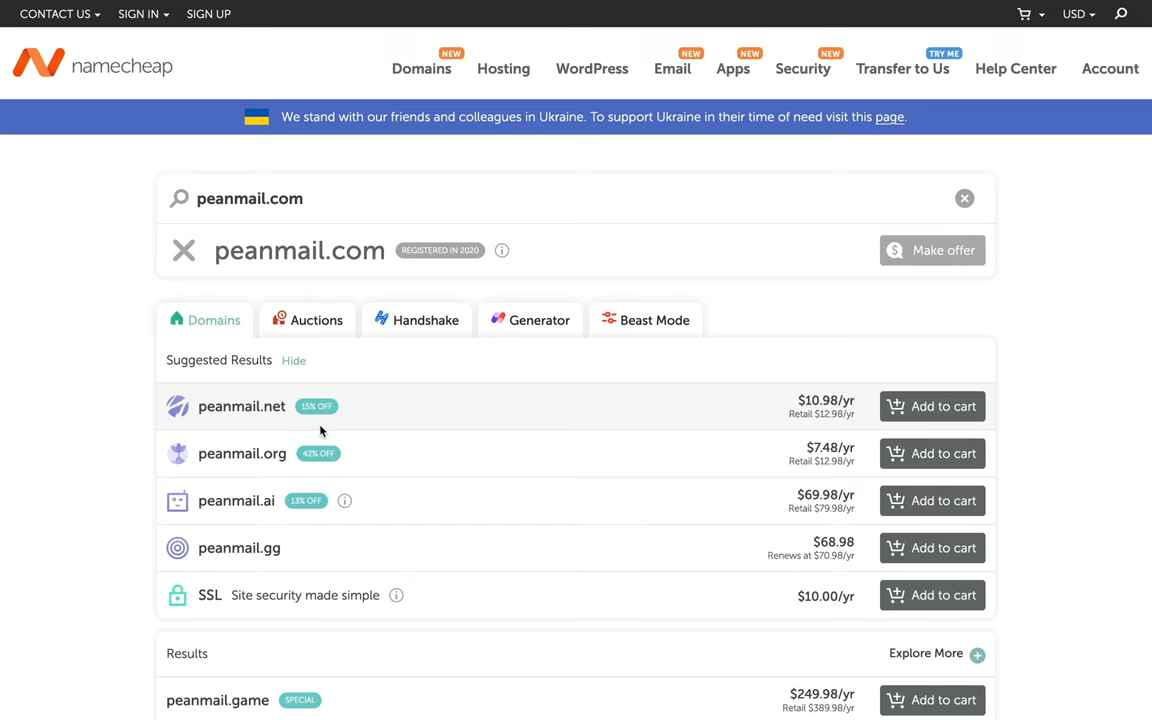 CONTACT US SIGN IN SIGN UP USD
namecheap
NEW NEW NEW NEW TRY ME
Domains Hosting WordPress Email Apps Security Transfer to Us Help Center Account
We stand with our friends and colleagues in Ukraine. To support Ukraine in their time of need visit this page.
peanmail.com
peanmail.com REGISTERED IN 2020 Make offer
Domains Auctions Handshake Generator Beast Mode
Suggested Results Hide
peanmail.net 15% OFF $10.98/yr Add to cart
Retail $12.98/yr
peanmail.org 42% OFF $7.48/yr Add to cart
Retail $12.98/yr
peanmail.ai 13% OFF $69.98/yr Add to cart
Retail $79.98/yr
peanmail.gg $68.98 Add to cart
Renews at $70.98/yr
SSL Site security made simple $10.00/yr Add to cart
Results Explore More
peanmail.game SPECIAL $249.98/yr Add to cart
Retail $389.98/yr